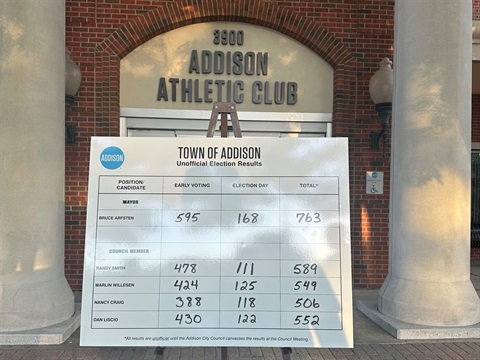 3900
ADDISON
ATHLETIC CLUB
ADDISON
TOWN OF ADDISON
Unofficial Election Results
POSITION/ CANDIDATE EARLY VOTING ELECTION DAY TOTAL*
MAYOR
BRUCE ARFSTEN 595 168 763
COUNCIL MEMBER
RANDY SMITH 478 111 589
MARLIN WILLESEN 424 125 549
NANCY CRAIG 388 118 506
DAN LISCIO 430 122 552
*All results are unofficial until the Addison City Council canvasses the results at the Council Meeting